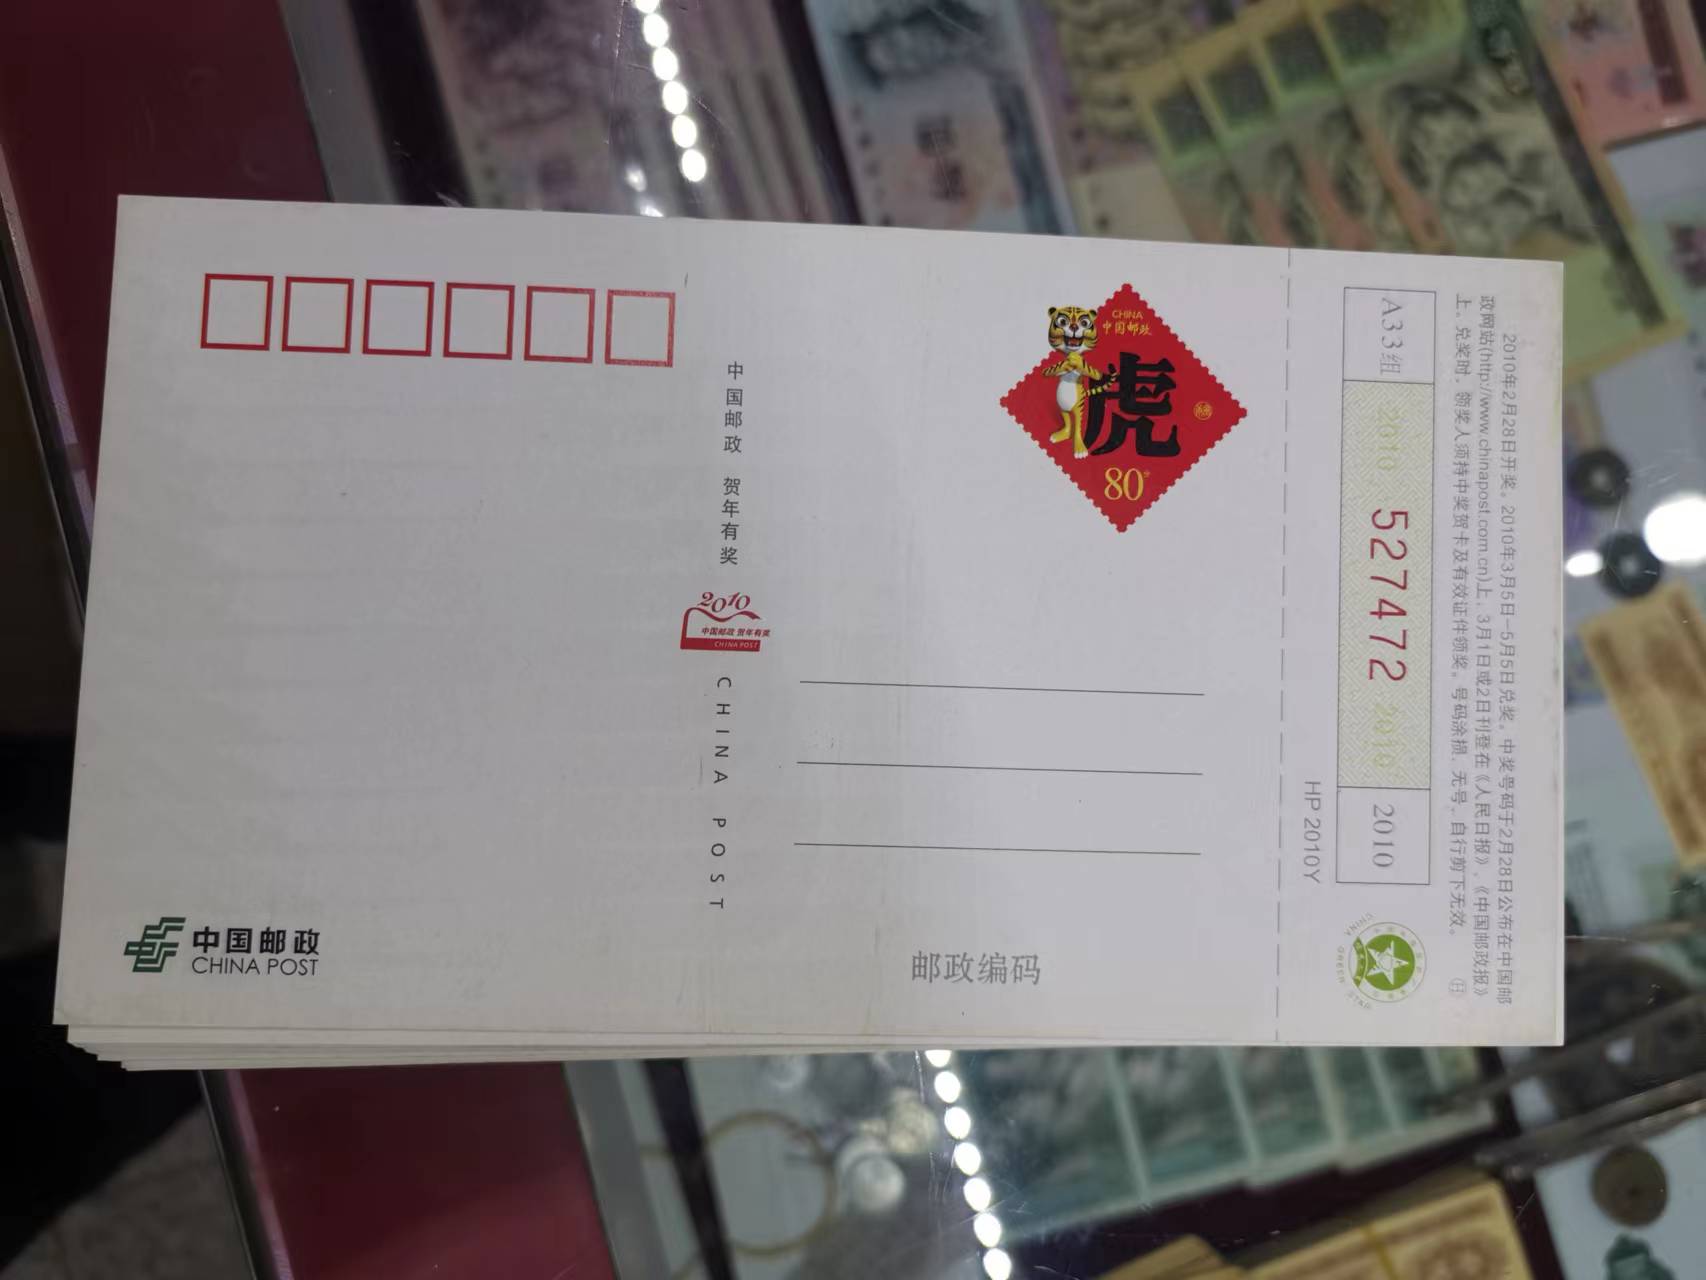 CHINA
中国邮政
虎
80分
中国邮政 贺年有奖
2010
中国邮政 贺年有奖
CHINA POST
CHINA POST
中国邮政
CHINA POST
邮政编码
HP2010Y
A33组
2010 527472 2010
2010
2010年2月28日开奖。2010年3月5日-5月5日兑奖。中奖号码于2月28日公布在中国邮
政网站(http://www.chinapost.com.cn)上，3月1日或2日刊登在《人民日报》、《中国邮政报》
上。兑奖时，领奖人须持中奖贺卡及有效证件领奖。号码涂损、无号、自行剪下无效。
CHINA GREEN STAR